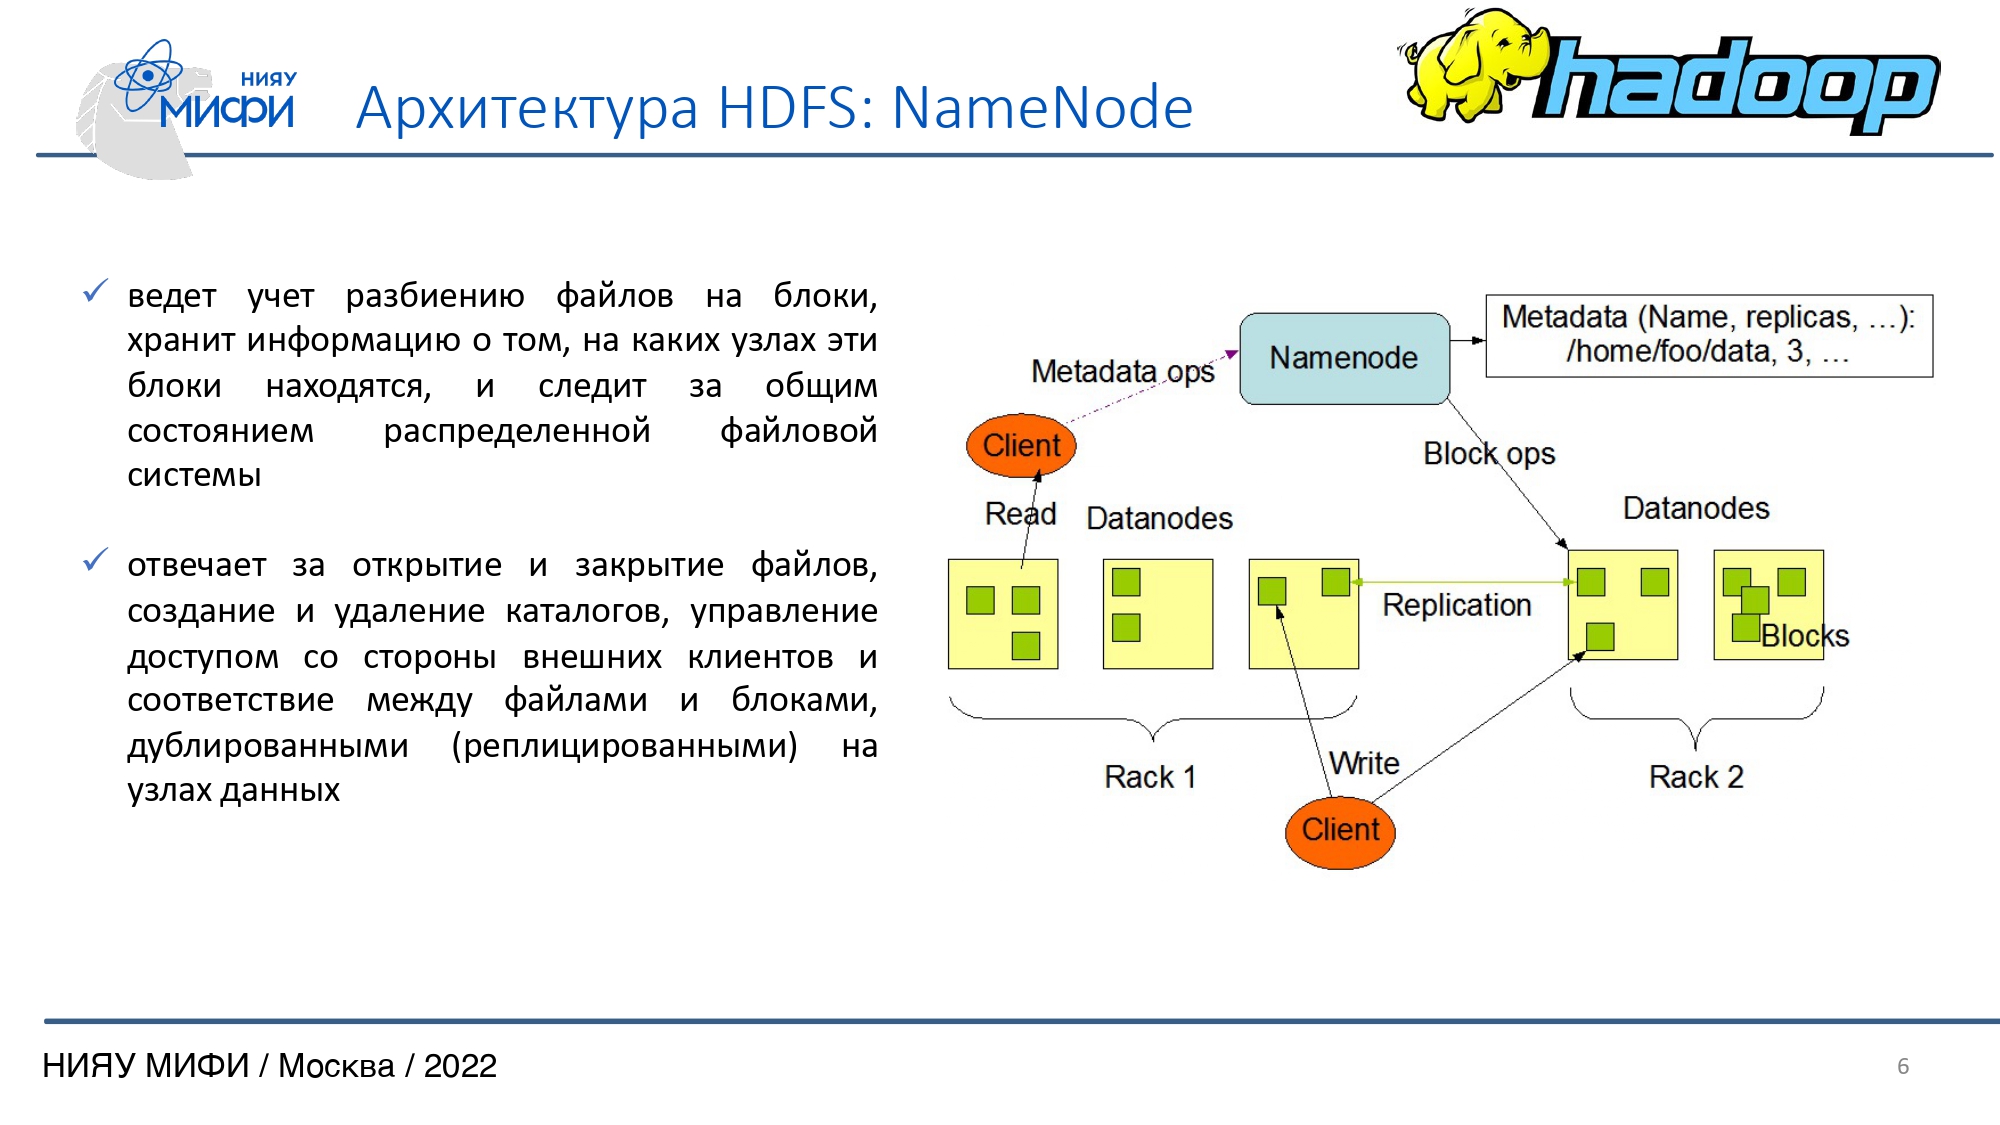 НИЯУ
МИФИ
Архитектура HDFS: NameNode
hadoop
ведет учет разбиению файлов на блоки,
хранит информацию о том, на каких узлах эти
блоки находятся, и следит за общим
состоянием распределенной файловой
системы
отвечает за открытие и закрытие файлов,
создание и удаление каталогов, управление
доступом со стороны внешних клиентов и
соответствие между файлами и блоками,
дублированными (реплицированными) на
узлах данных
Metadata (Name, replicas, ...):
/home/foo/data, 3, ...
Namenode
Metadata ops
Client
Block ops
Read
Datanodes
Datanodes
Replication
Blocks
Rack 1
Write
Rack 2
Client
НИЯУ МИФИ / Москва / 2022
6